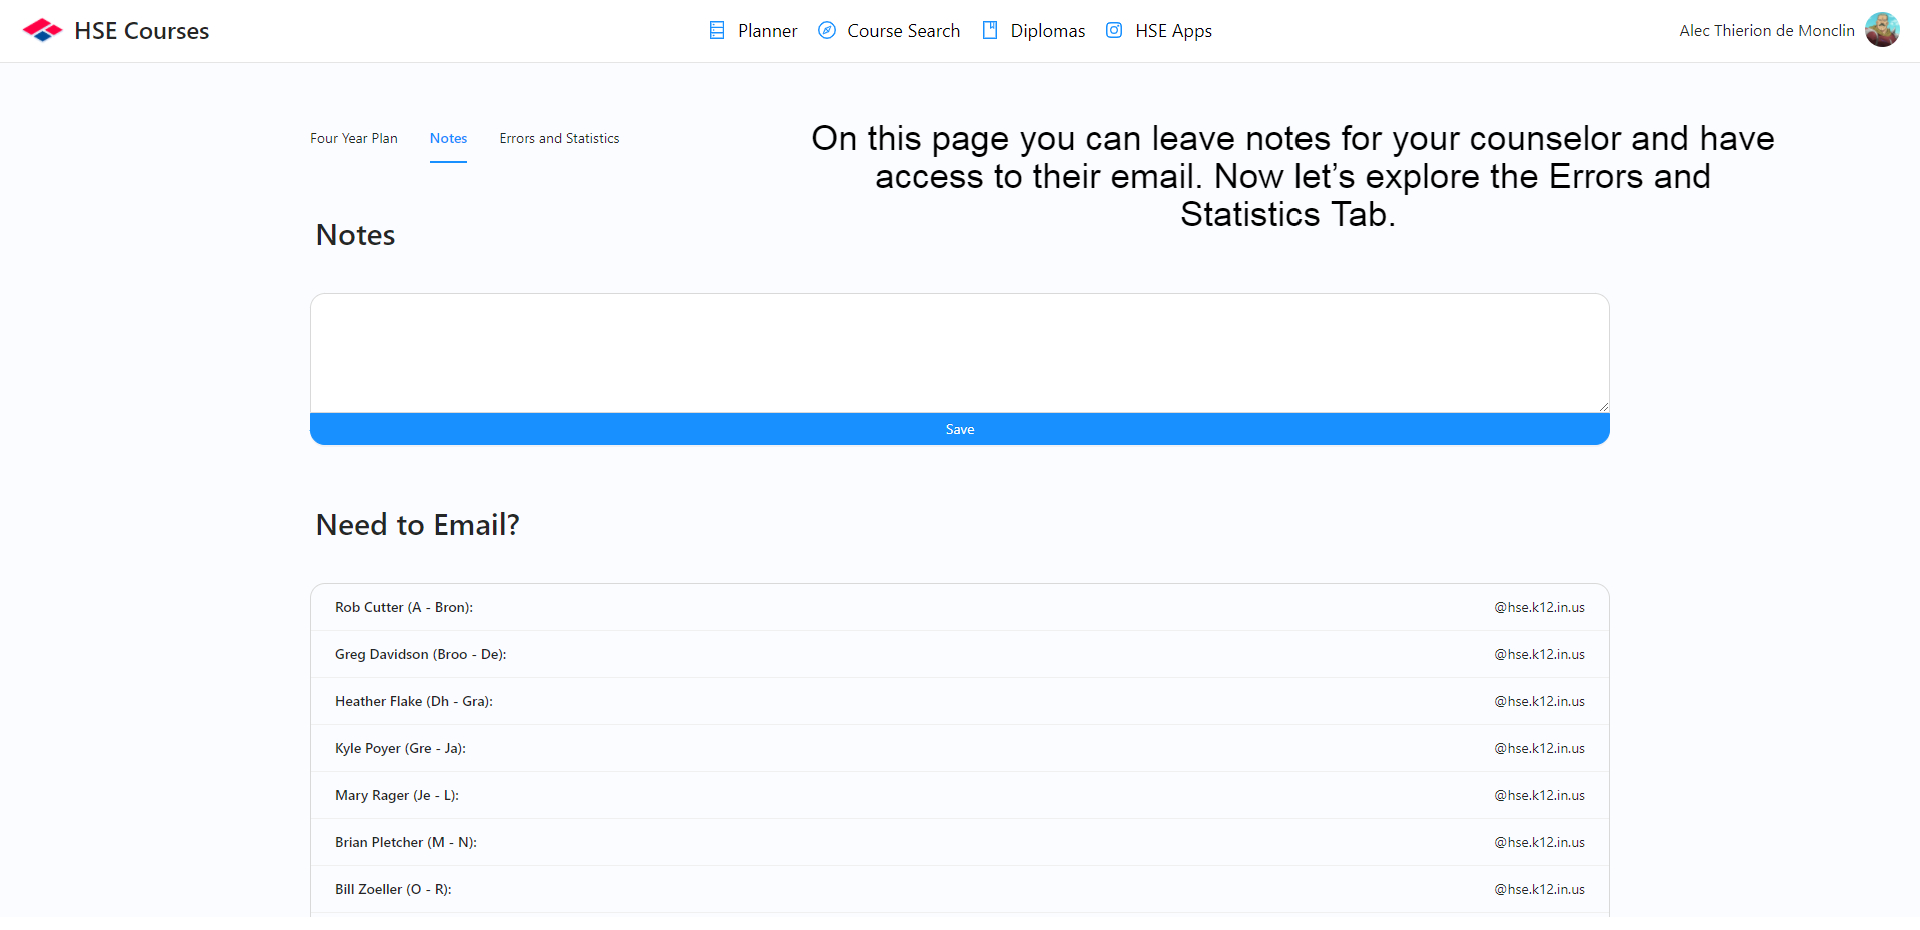 HSE Courses
Planner
Course Search
Diplomas
HSE Apps
Alec Thierion de Monclin
Four Year Plan
Notes
Errors and Statistics
On this page you can leave notes for your counselor and have
access to their email. Now let’s explore the Errors and
Statistics Tab.
Notes
Save
Need to Email?
Rob Cutter (A - Bron): @hse.k12.in.us
Greg Davidson (Broo - De): @hse.k12.in.us
Heather Flake (Dh - Gra): @hse.k12.in.us
Kyle Poyer (Gre - Ja): @hse.k12.in.us
Mary Rager (Je - L): @hse.k12.in.us
Brian Pletcher (M - N): @hse.k12.in.us
Bill Zoeller (O - R): @hse.k12.in.us